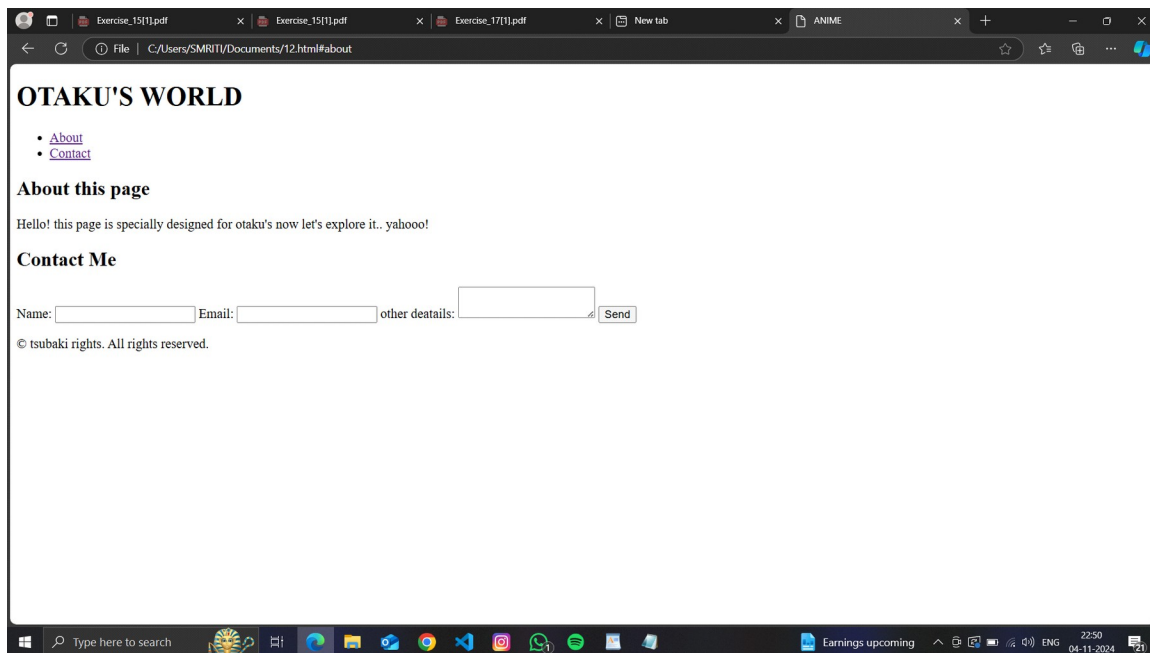 Exercise_15[1].pdf Exercise_15[1].pdf Exercise_17[1].pdf New tab ANIME
File C:/Users/SMRITI/Documents/12.html#about
OTAKU'S WORLD
About
Contact
About this page
Hello! this page is specially designed for otaku's now let's explore it.. yahooo!
Contact Me
Name: Email: other deatails: Send
© tsubaki rights. All rights reserved.
Type here to search Earnings upcoming ENG 22:50
04-11-2024 21